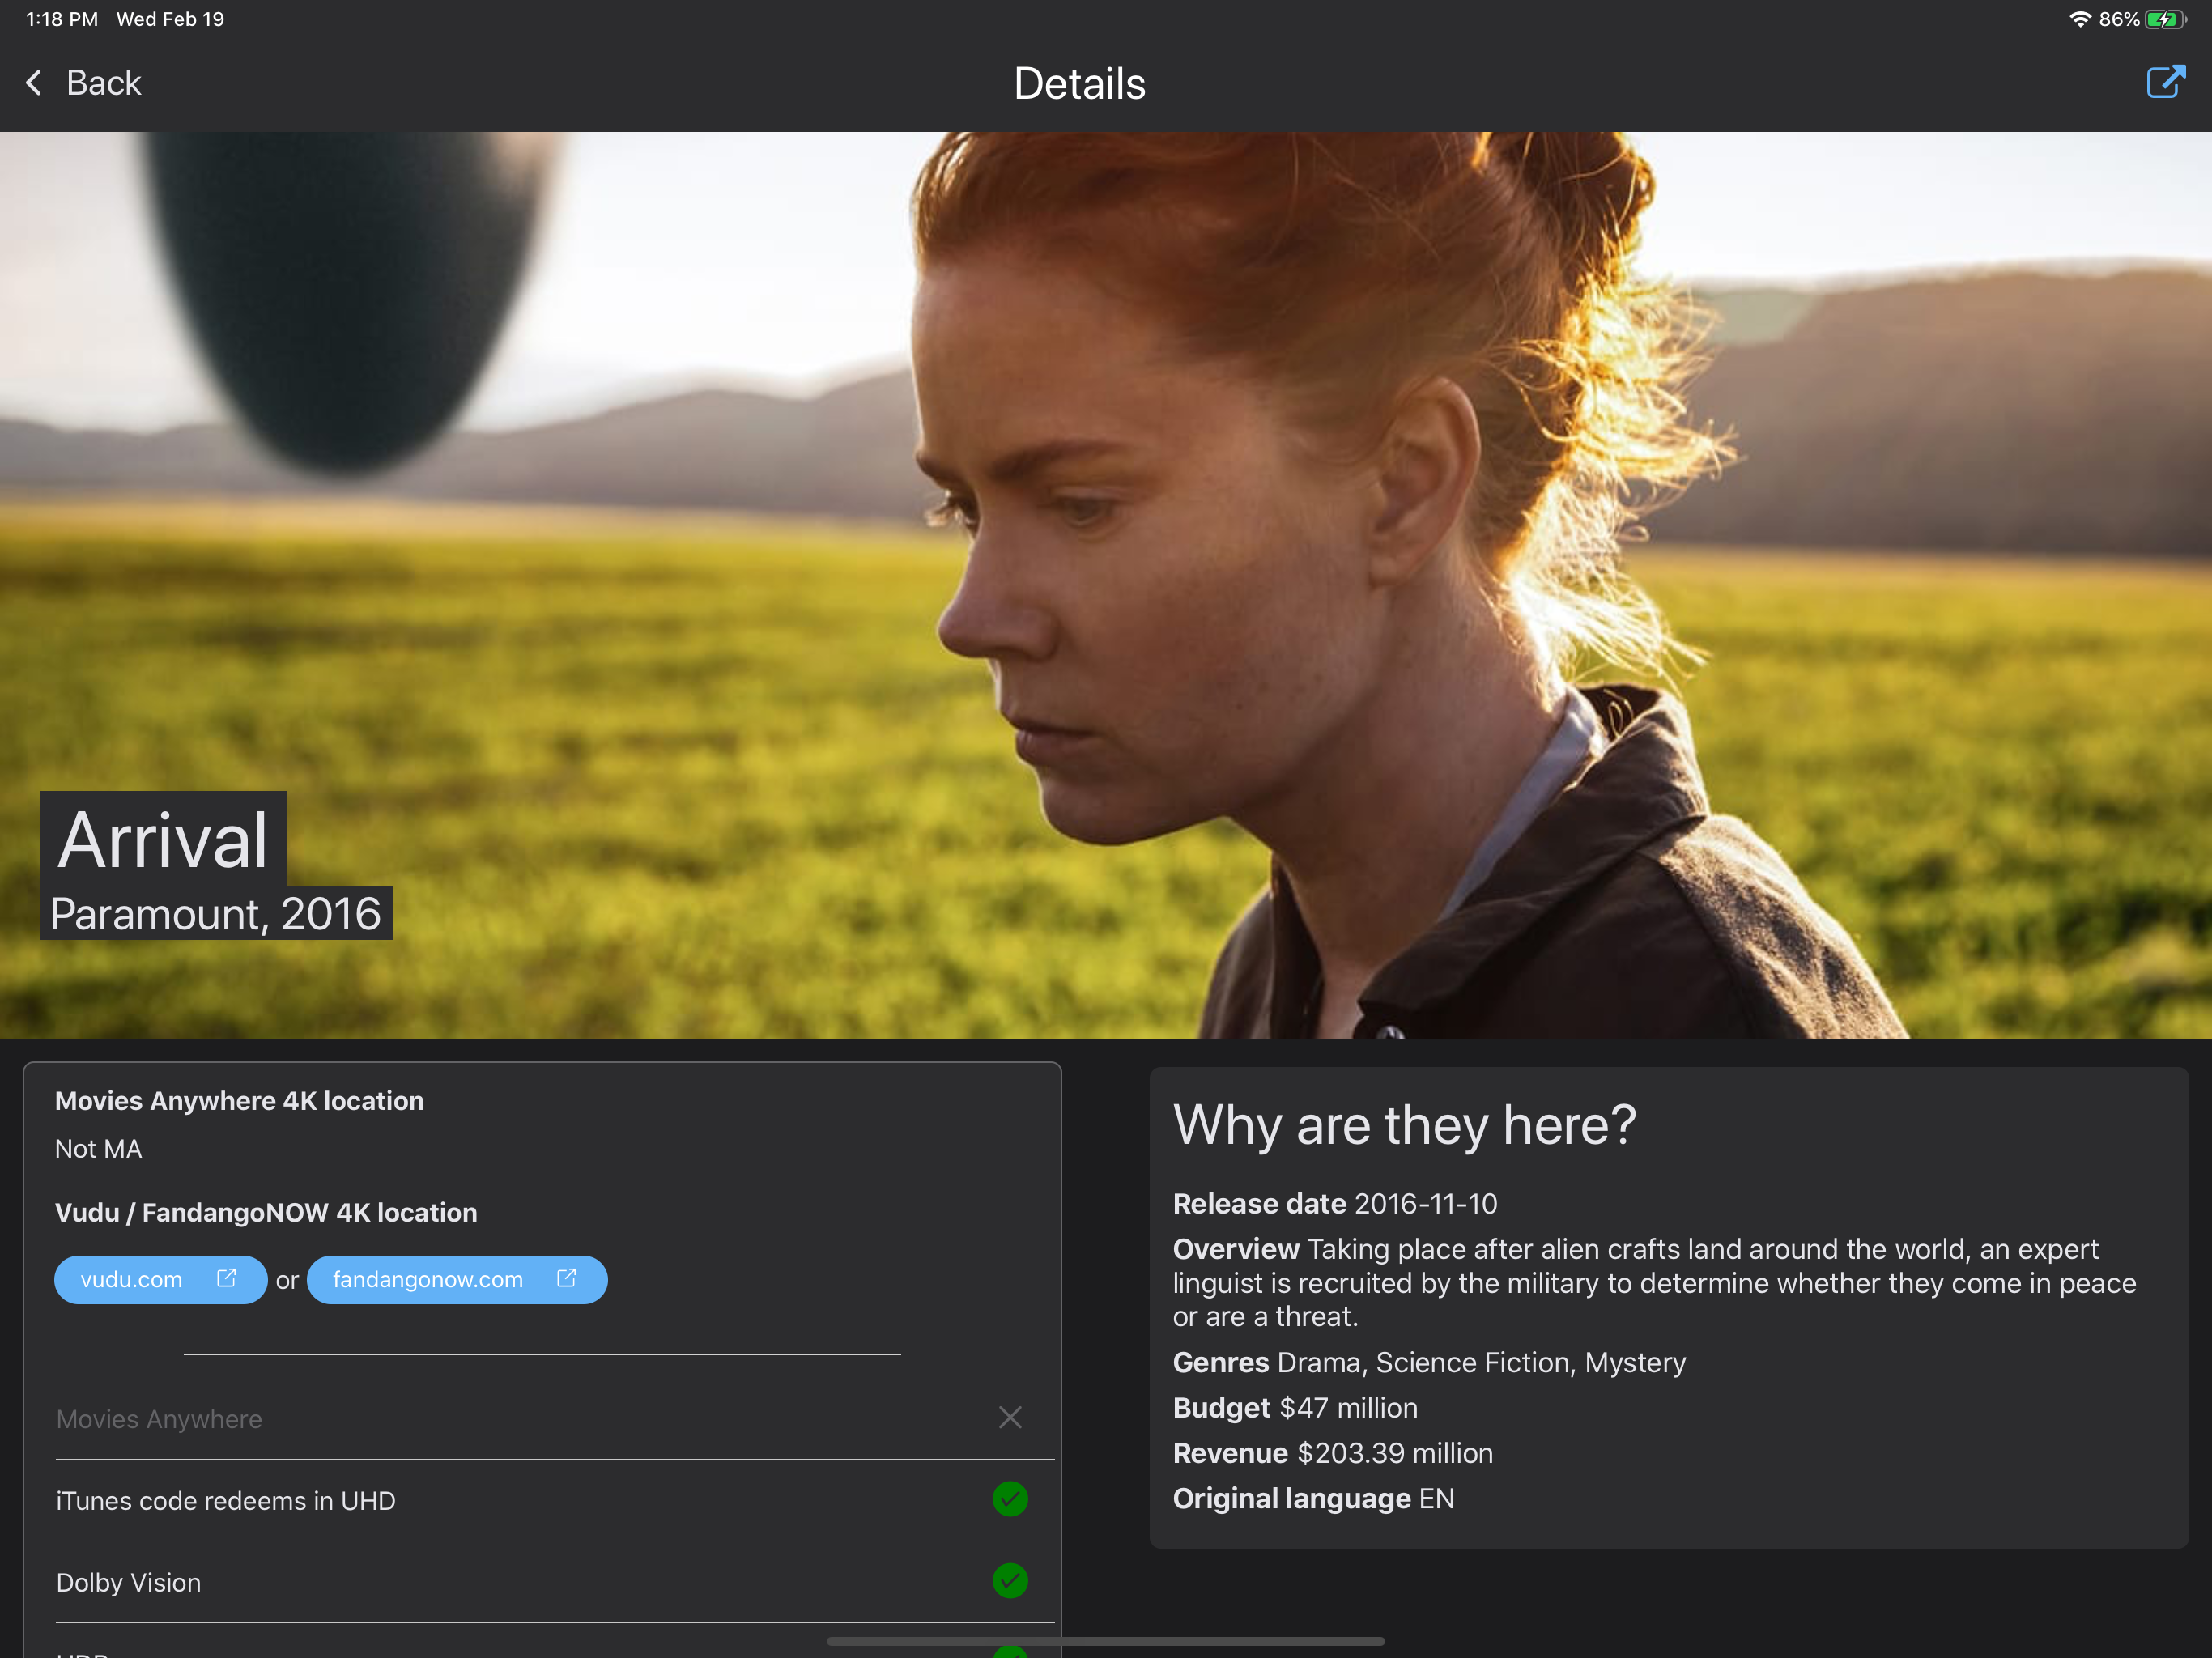 1:18 PM Wed Feb 19
86%
Back
Details
Arrival
Paramount, 2016
Movies Anywhere 4K location
Not MA
Vudu / FandangoNOW 4K location
vudu.com or fandangonow.com
Movies Anywhere
iTunes code redeems in UHD
Dolby Vision
Why are they here?
Release date 2016-11-10
Overview Taking place after alien crafts land around the world, an expert
linguist is recruited by the military to determine whether they come in peace
or are a threat.
Genres Drama, Science Fiction, Mystery
Budget $47 million
Revenue $203.39 million
Original language EN